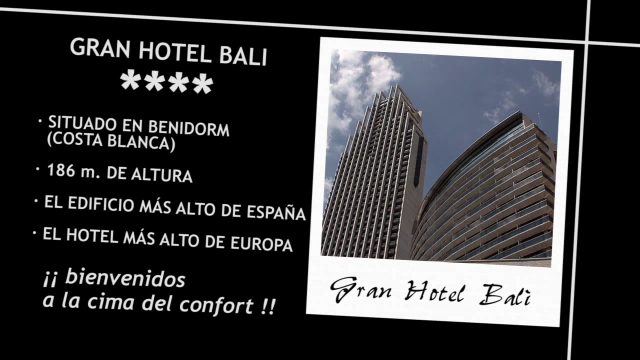 GRAN HOTEL BALI
****
· SITUADO EN BENIDORM
(COSTA BLANCA)
· 186 m. DE ALTURA
· EL EDIFICIO MÁS ALTO DE ESPAÑA
· EL HOTEL MÁS ALTO DE EUROPA
¡¡ bienvenidos
a la cima del confort !!
Gran Hotel Bali